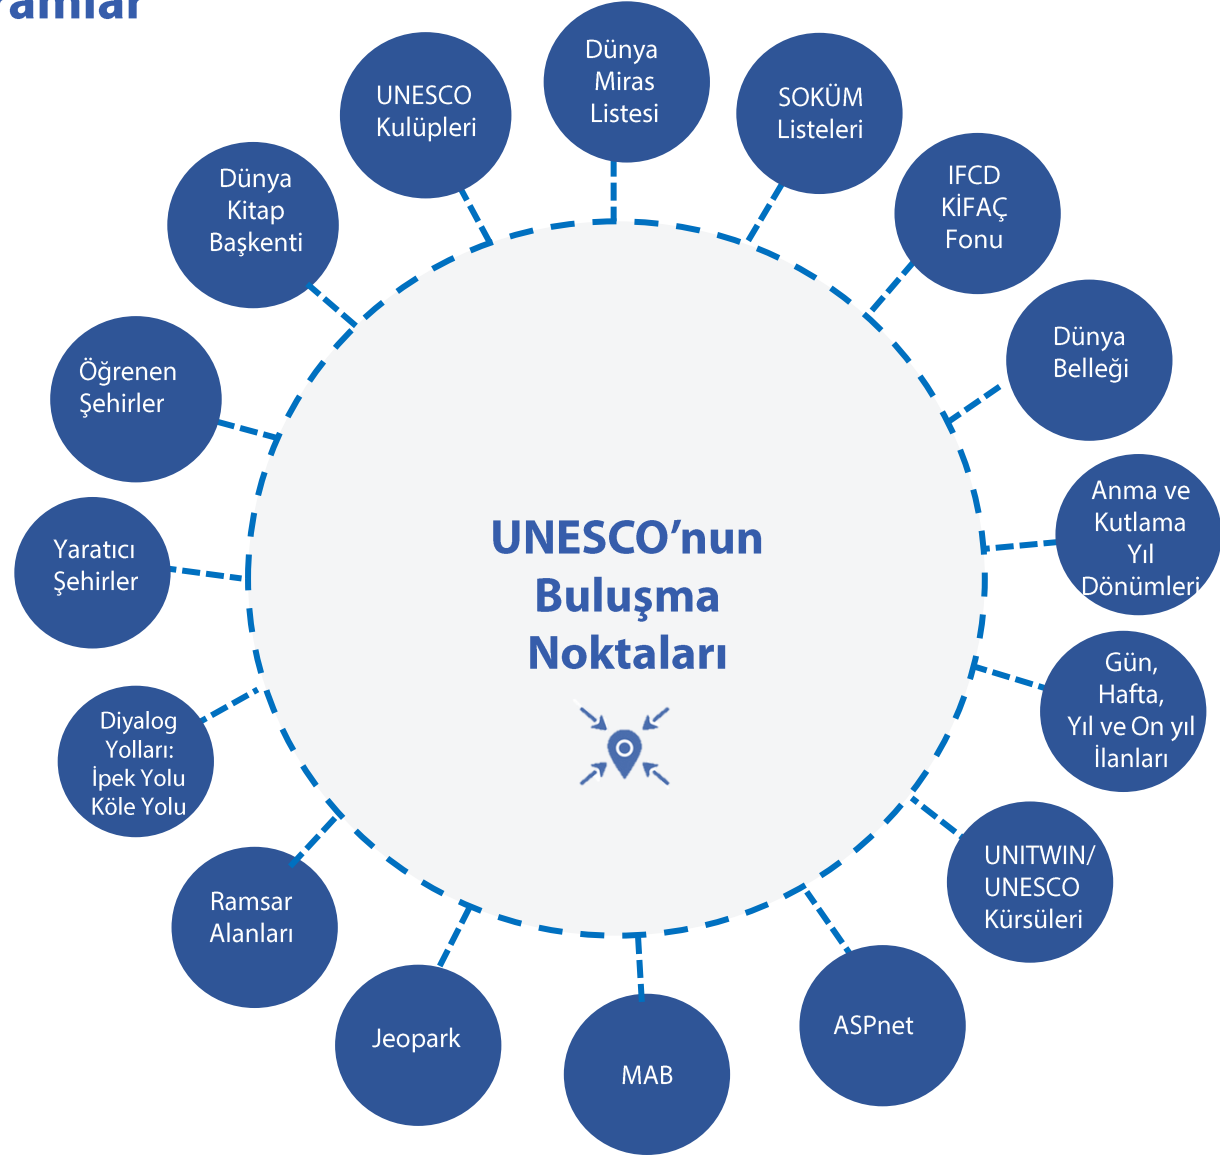 UNESCO
Kulüpleri
Dünya
Miras
Listesi
SOKÜM
Listeleri
IFCD
KİFAÇ
Fonu
Dünya
Belleği
Anma ve
Kutlama
Yıl
Dönümleri
Gün,
Hafta,
Yıl ve On yıl
İlanları
UNITWIN/
UNESCO
Kürsüleri
ASPnet
MAB
Jeopark
Ramsar
Alanları
Diyalog
Yolları:
İpek Yolu
Köle Yolu
Yaratıcı
Şehirler
Öğrenen
Şehirler
Dünya
Kitap
Başkenti
UNESCO’nun
Buluşma
Noktaları